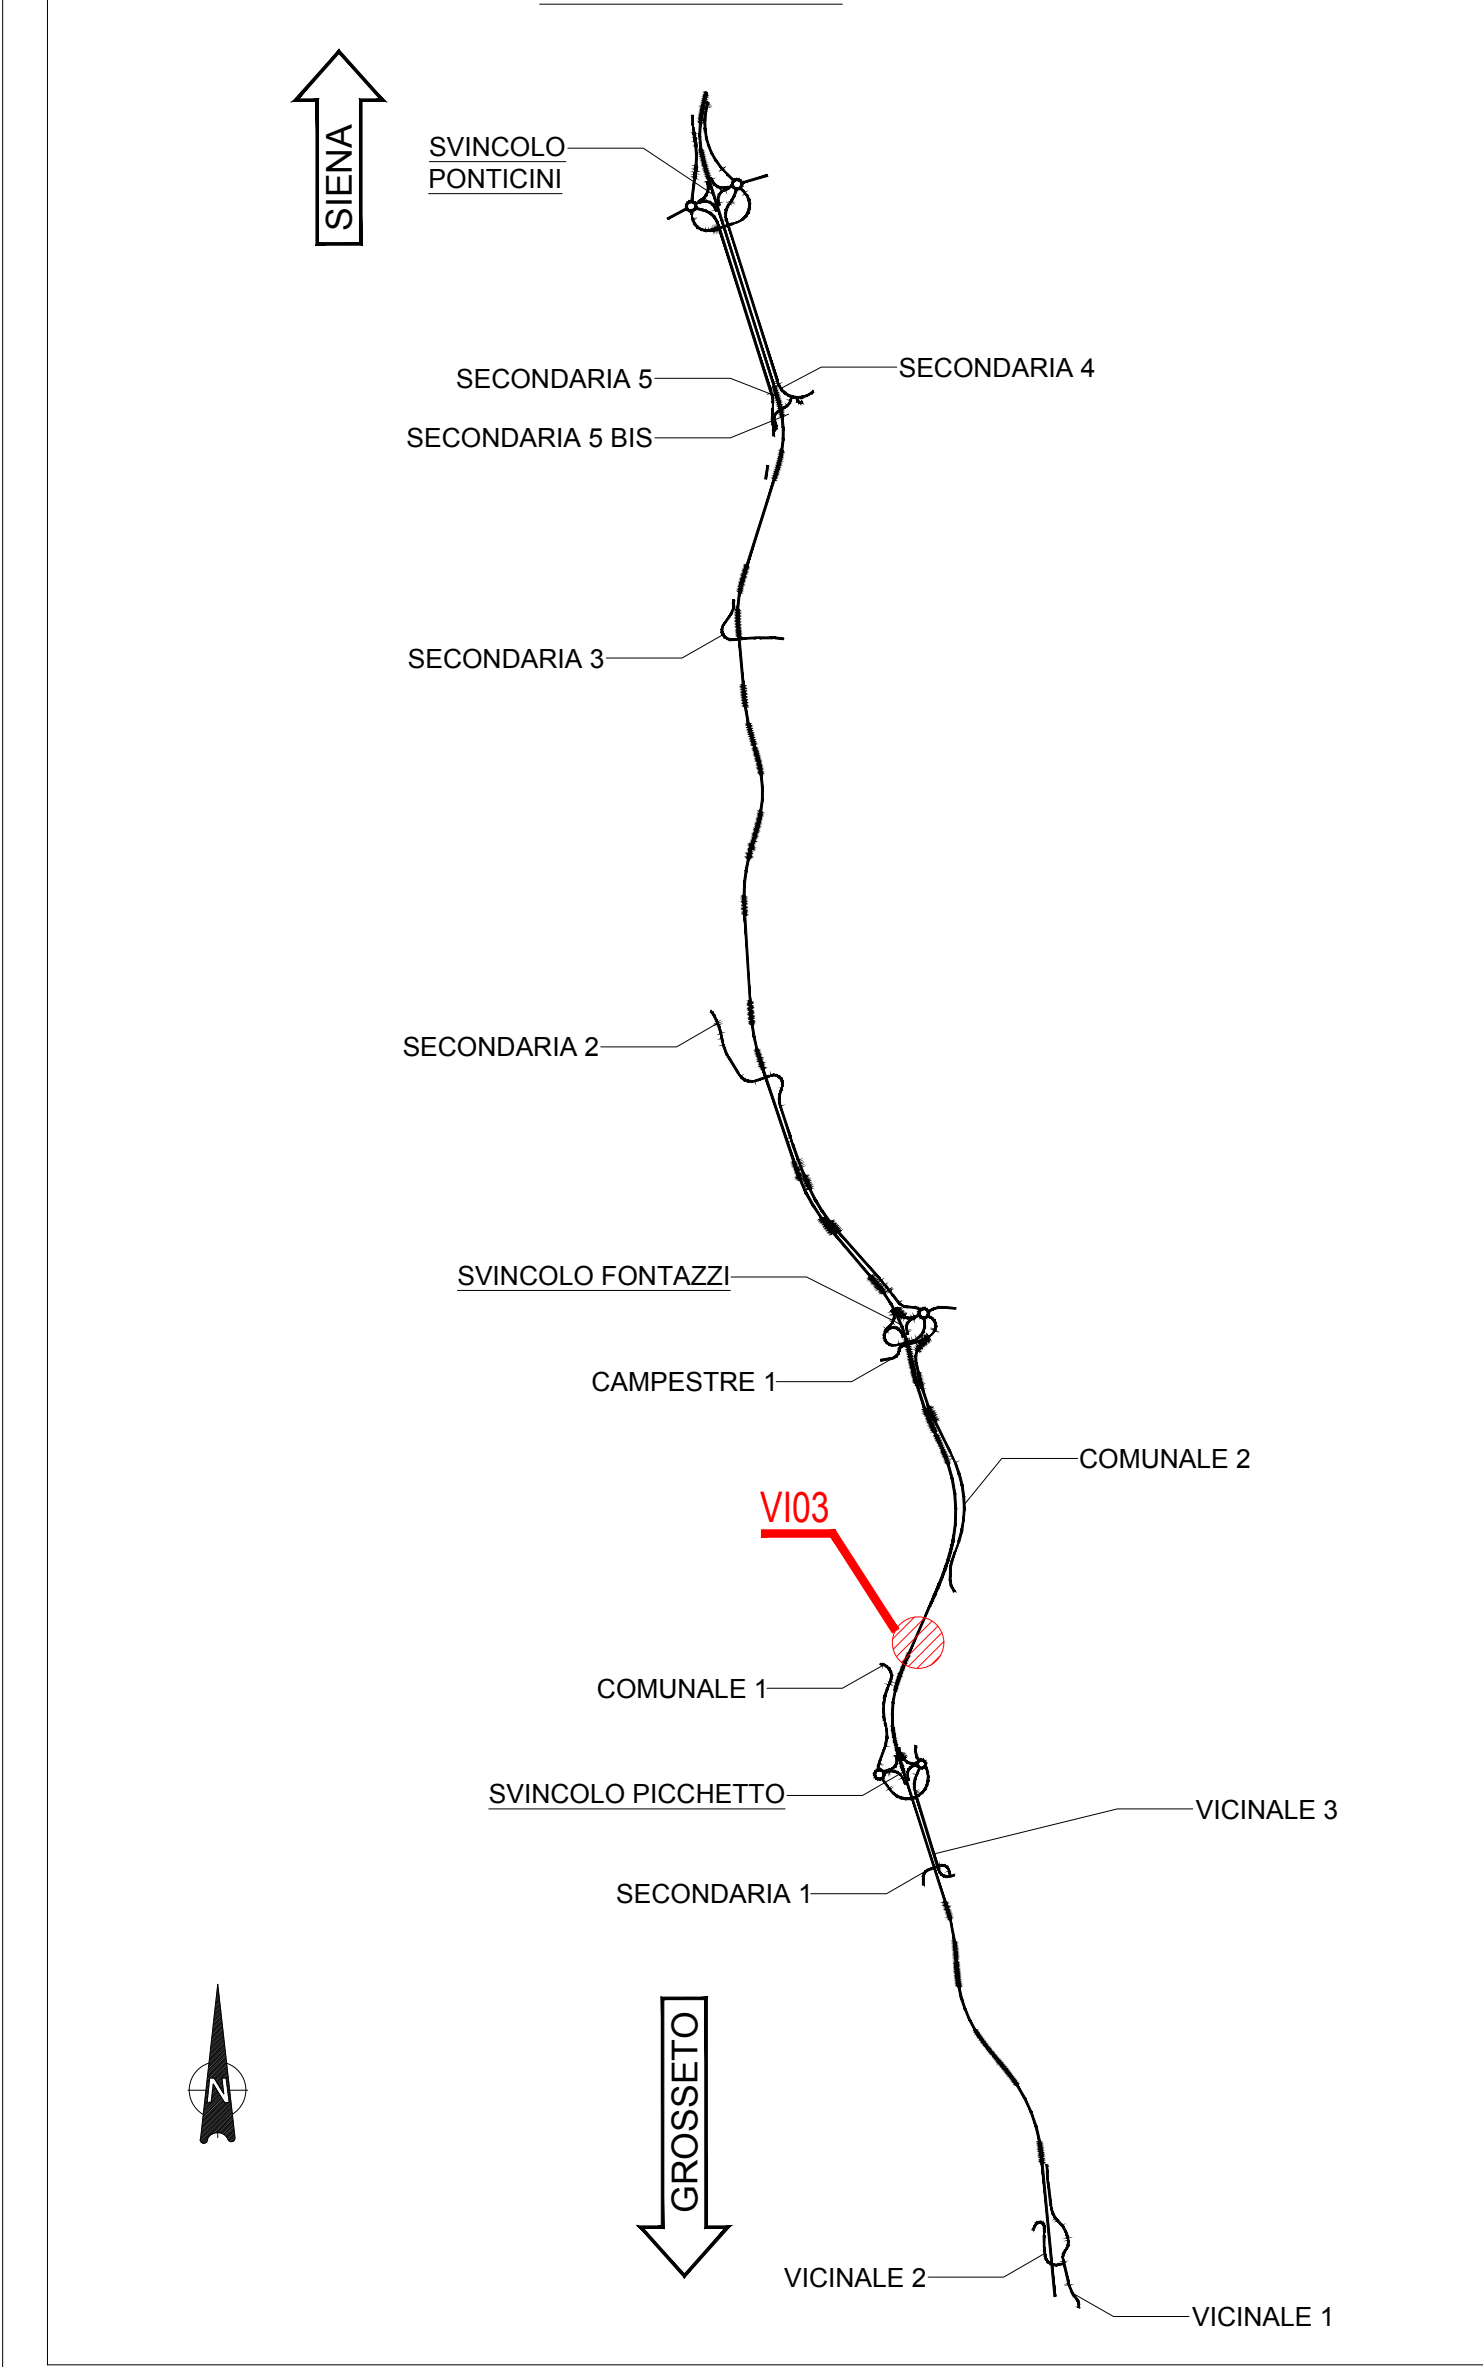 SIENA
SVINCOLO
PONTICINI
SECONDARIA 4
SECONDARIA 5
SECONDARIA 5 BIS
SECONDARIA 3
SECONDARIA 2
SVINCOLO FONTAZZI
CAMPESTRE 1
COMUNALE 2
VI03
COMUNALE 1
SVINCOLO PICCHETTO
VICINALE 3
SECONDARIA 1
N
GROSSETO
VICINALE 2
VICINALE 1